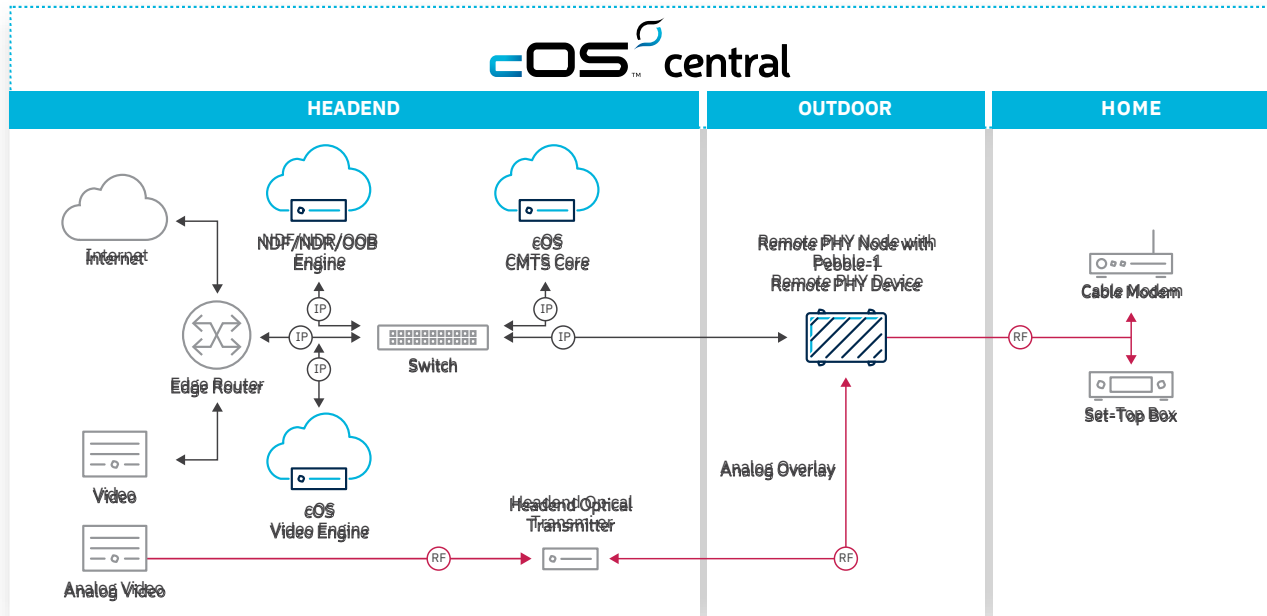 cOS™ central
HEADEND
OUTDOOR
HOME
Internet
NDF/NDR/OOB
Engine
cOS
CMTS Core
Remote PHY Node with
Pebble-1
Remote PHY Device
Cable Modem
IP
IP
IP
IP
IP
RF
Switch
Edge Router
Set-Top Box
Analog Overlay
Video
cOS
Video Engine
Headend Optical
Transmitter
RF
RF
Analog Video